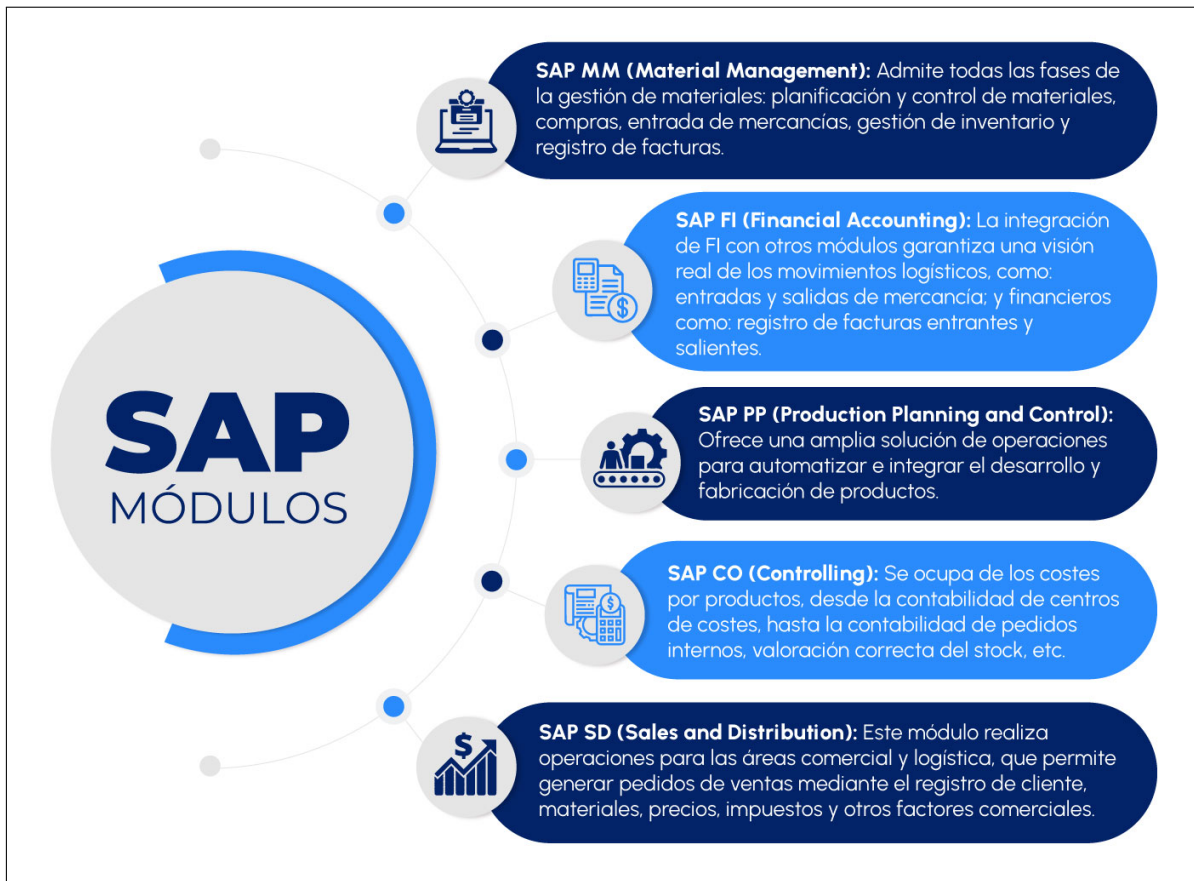 SAP
MÓDULOS
SAP MM (Material Management): Admite todas las fases de
la gestión de materiales: planificación y control de materiales,
compras, entrada de mercancías, gestión de inventario y
registro de facturas.
SAP FI (Financial Accounting): La integración
de FI con otros módulos garantiza una visión
real de los movimientos logísticos, como:
entradas y salidas de mercancía; y financieros
como: registro de facturas entrantes y
salientes.
SAP PP (Production Planning and Control):
Ofrece una amplia solución de operaciones
para automatizar e integrar el desarrollo y
fabricación de productos.
SAP CO (Controlling): Se ocupa de los costes
por productos, desde la contabilidad de centros
de costes, hasta la contabilidad de pedidos
internos, valoración correcta del stock, etc.
SAP SD (Sales and Distribution): Este módulo realiza
operaciones para las áreas comercial y logística, que permite
generar pedidos de ventas mediante el registro de cliente,
materiales, precios, impuestos y otros factores comerciales.